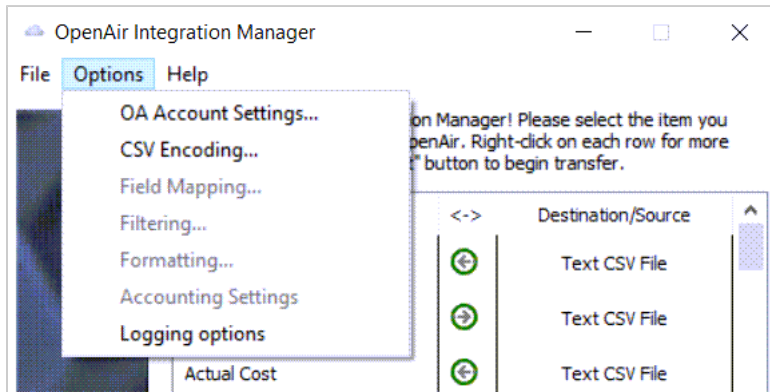 OpenAir Integration Manager
File Options Help
OA Account Settings...
CSV Encoding...
Field Mapping...
Filtering...
Formatting...
Accounting Settings
Logging options
on Manager! Please select the item you
penAir. Right-click on each row for more
" button to begin transfer.
<-> Destination/Source
Text CSV File
Text CSV File
Actual Cost Text CSV File